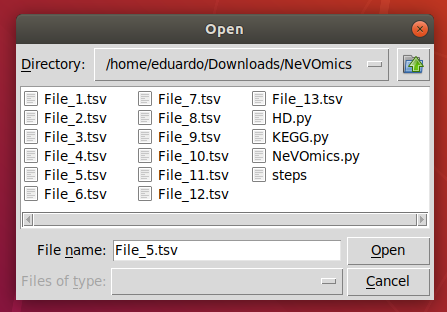 Open
Directory: /home/eduardo/Downloads/NeVOmics
File_1.tsv
File_2.tsv
File_3.tsv
File_4.tsv
File_5.tsv
File_6.tsv
File_7.tsv
File_8.tsv
File_9.tsv
File_10.tsv
File_11.tsv
File_12.tsv
File_13.tsv
HD.py
KEGG.py
NeVOmics.py
steps
File name: File_5.tsv Open
Files of type: Cancel